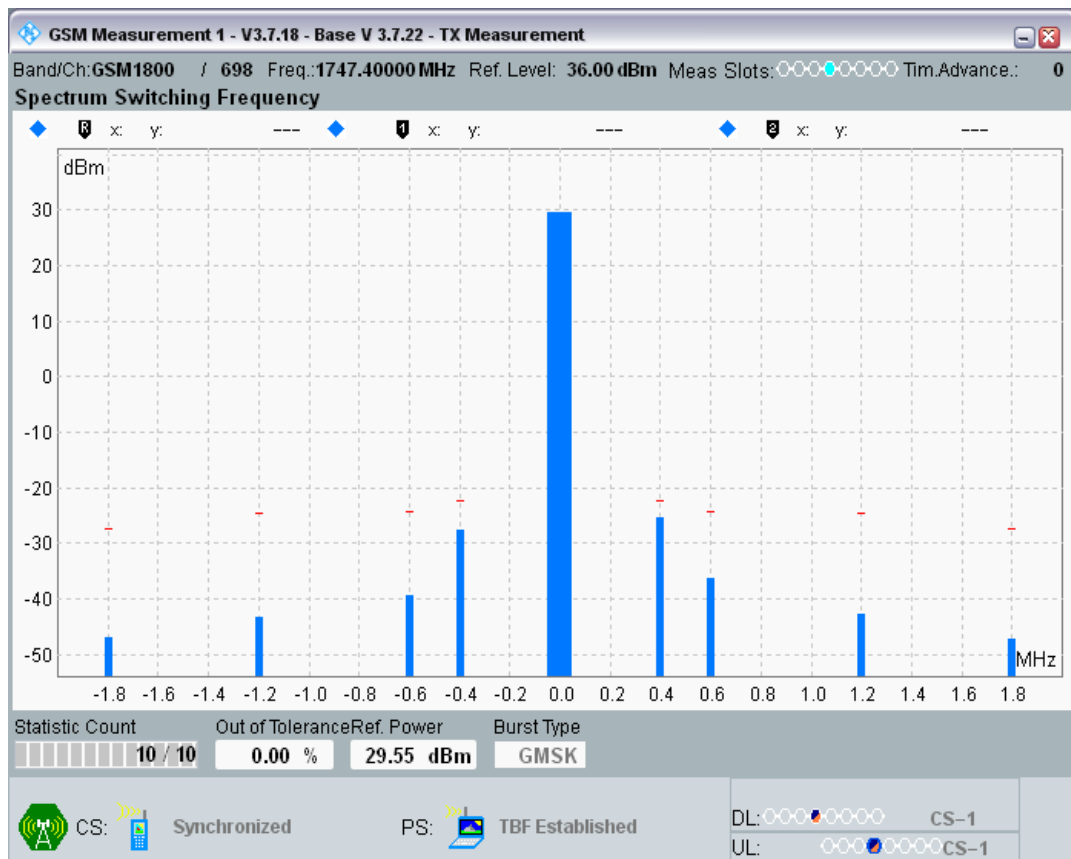 GSM Measurement 1 - V3.7.18 - Base V 3.7.22 - TX Measurement
Band/Ch:GSM1800 / 698 Freq.:1747.40000 MHz Ref. Level: 36.00 dBm Meas Slots: Tim.Advance.: 0
Spectrum Switching Frequency
R x: y: --- 1 x: y: --- 2 x: y: ---
dBm
30
20
10
0
-10
-20
-30
-40
-50
MHz
-1.8 -1.6 -1.4 -1.2 -1.0 -0.8 -0.6 -0.4 -0.2 0.0 0.2 0.4 0.6 0.8 1.0 1.2 1.4 1.6 1.8
Statistic Count Out of Tolerance Ref. Power Burst Type
10 / 10 0.00 % 29.55 dBm GMSK
CS: Synchronized PS: TBF Established DL: CS-1
UL: CS-1